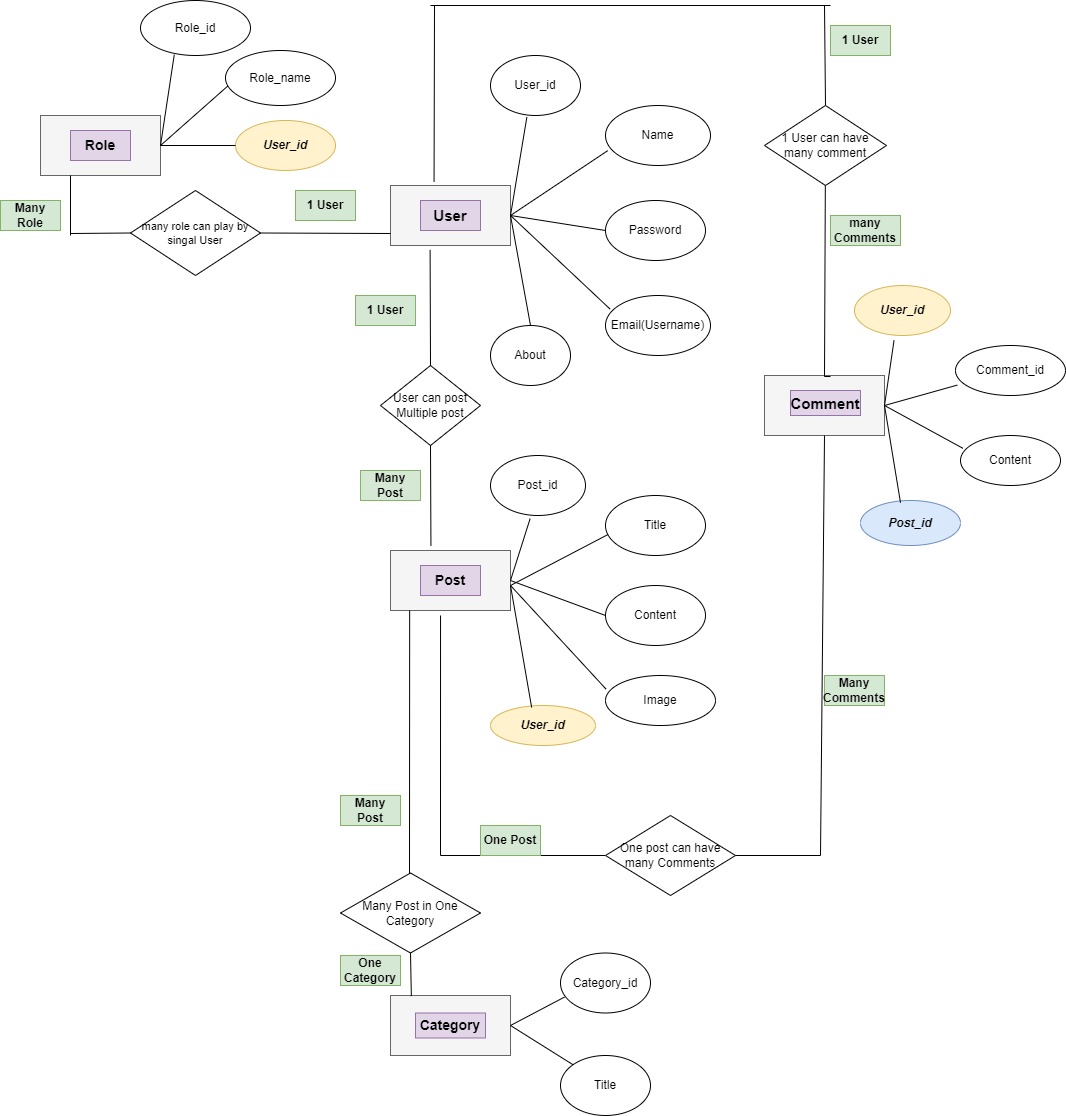 Role_id
Role_name
Role
User_id
Many
Role
many role can play by
singal User
1 User
User
User_id
Name
Password
Email(Username)
About
1 User
1 User can have
many comment
many
Comments
1 User
User can post
Multiple post
Many
Post
User_id
Comment_id
Comment
Content
Post_id
Post_id
Title
Post
Content
Image
User_id
Many
Comments
Many
Post
One Post
One post can have
many Comments
Many Post in One
Category
One
Category
Category_id
Category
Title